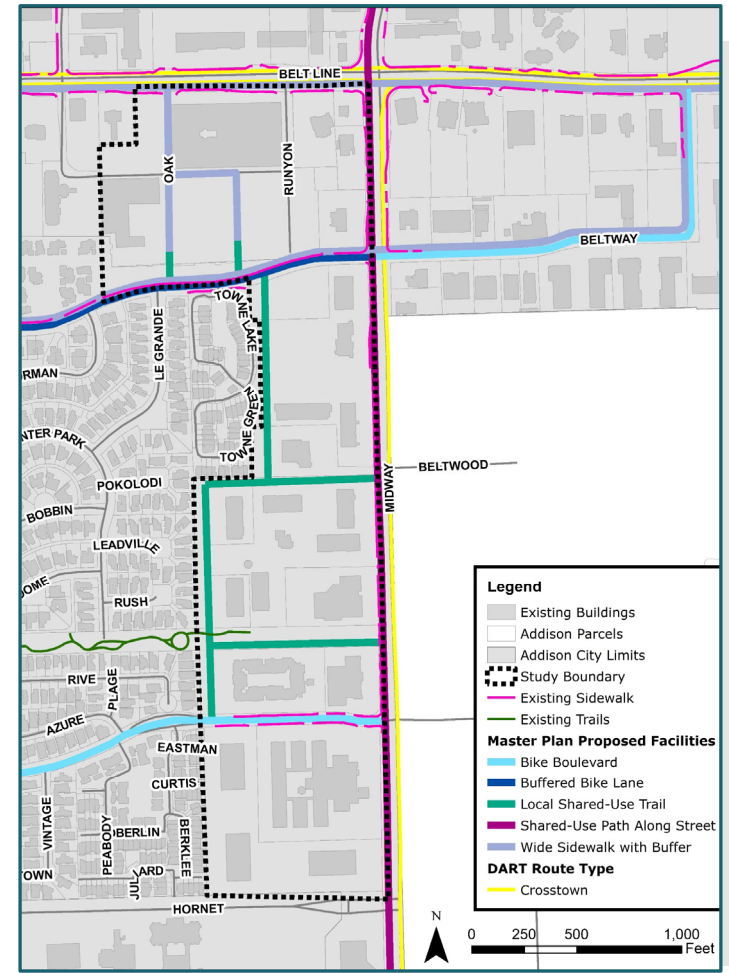 BELT LINE
OAK
RUNYON
BELTWAY
TOWNE LAKE
LE GRANDE
RMAN
TOWNE GREEN
NTER PARK
MIDWAY
BELTWOOD
POKOLODI
BOBBIN
LEADVILLE
OME
RUSH
RIVE
PLAGE
AZURE
EASTMAN
CURTIS
VINTAGE
PEABODY
OBERLIN
BERKLEE
JULLARD
OWN
HORNET
Legend
Existing Buildings
Addison Parcels
Addison City Limits
Study Boundary
Existing Sidewalk
Existing Trails
Master Plan Proposed Facilities
Bike Boulevard
Buffered Bike Lane
Local Shared-Use Trail
Shared-Use Path Along Street
Wide Sidewalk with Buffer
DART Route Type
Crosstown
N
0 250 500 1,000
Feet